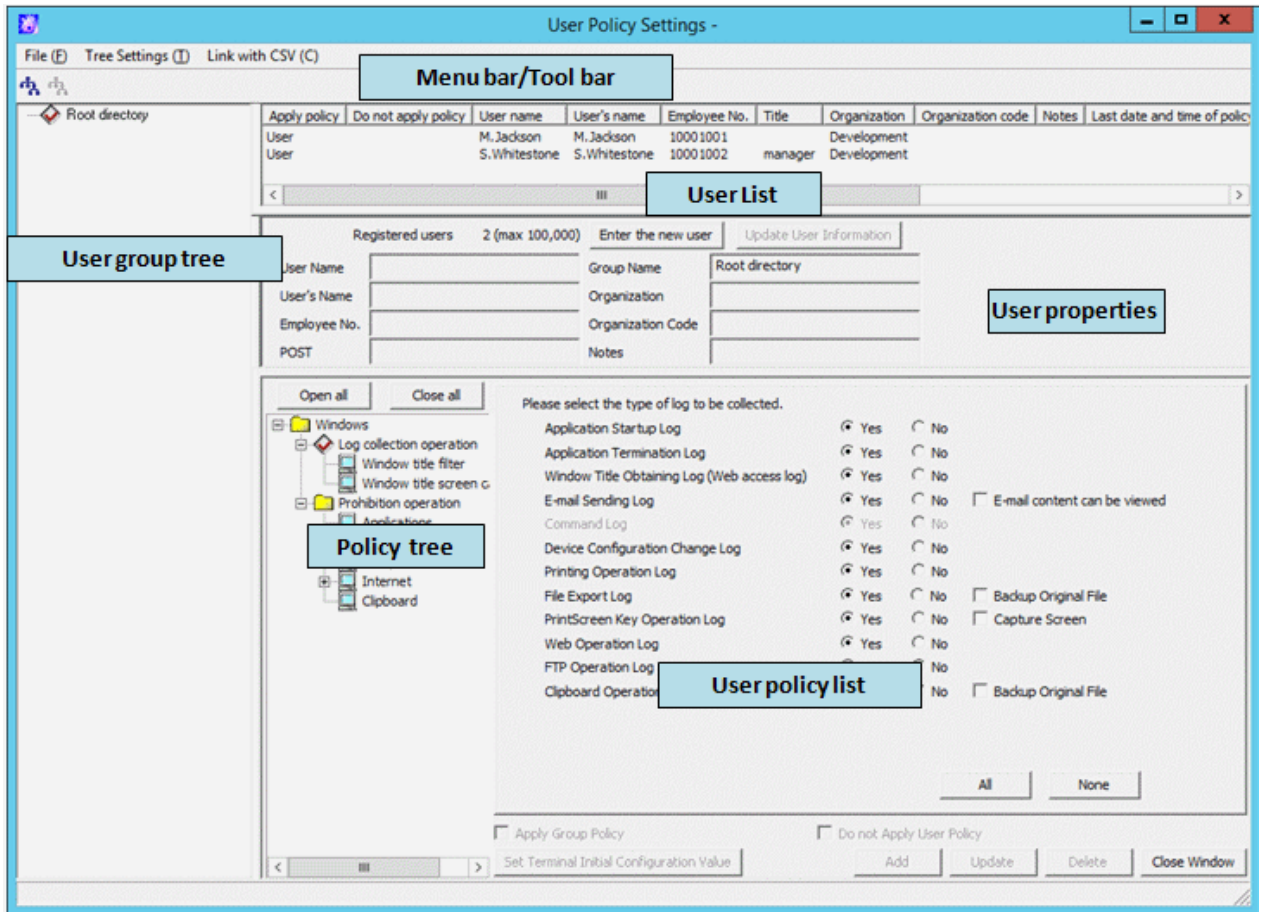 User Policy Settings -
File (F) Tree Settings (T) Link with CSV (C)
Menu bar/Tool bar
Root directory
Apply policy Do not apply policy User name User's name Employee No. Title Organization Organization code Notes Last date and time of policy
User M.Jackson M.Jackson 10001001 Development
User S.Whitestone S.Whitestone 10001002 manager Development
User List
Registered users 2 (max 100,000) Enter the new user Update User Information
User group tree
User Name Group Name Root directory
User's Name Organization
User properties
Employee No. Organization Code
POST Notes
Open all Close all
Please select the type of log to be collected.
Windows
Log collection operation
Window title filter
Window title screen c
Prohibition operation
Applications
Policy tree
Internet
Clipboard
Application Startup Log Yes No
Application Termination Log Yes No
Window Title Obtaining Log (Web access log) Yes No
E-mail Sending Log Yes No E-mail content can be viewed
Command Log Yes No
Device Configuration Change Log Yes No
Printing Operation Log Yes No
File Export Log Yes No Backup Original File
PrintScreen Key Operation Log Yes No Capture Screen
Web Operation Log Yes No
FTP Operation Log No
User policy list
Clipboard Operation No Backup Original File
All None
Apply Group Policy Do not Apply User Policy
Set Terminal Initial Configuration Value Add Update Delete Close Window